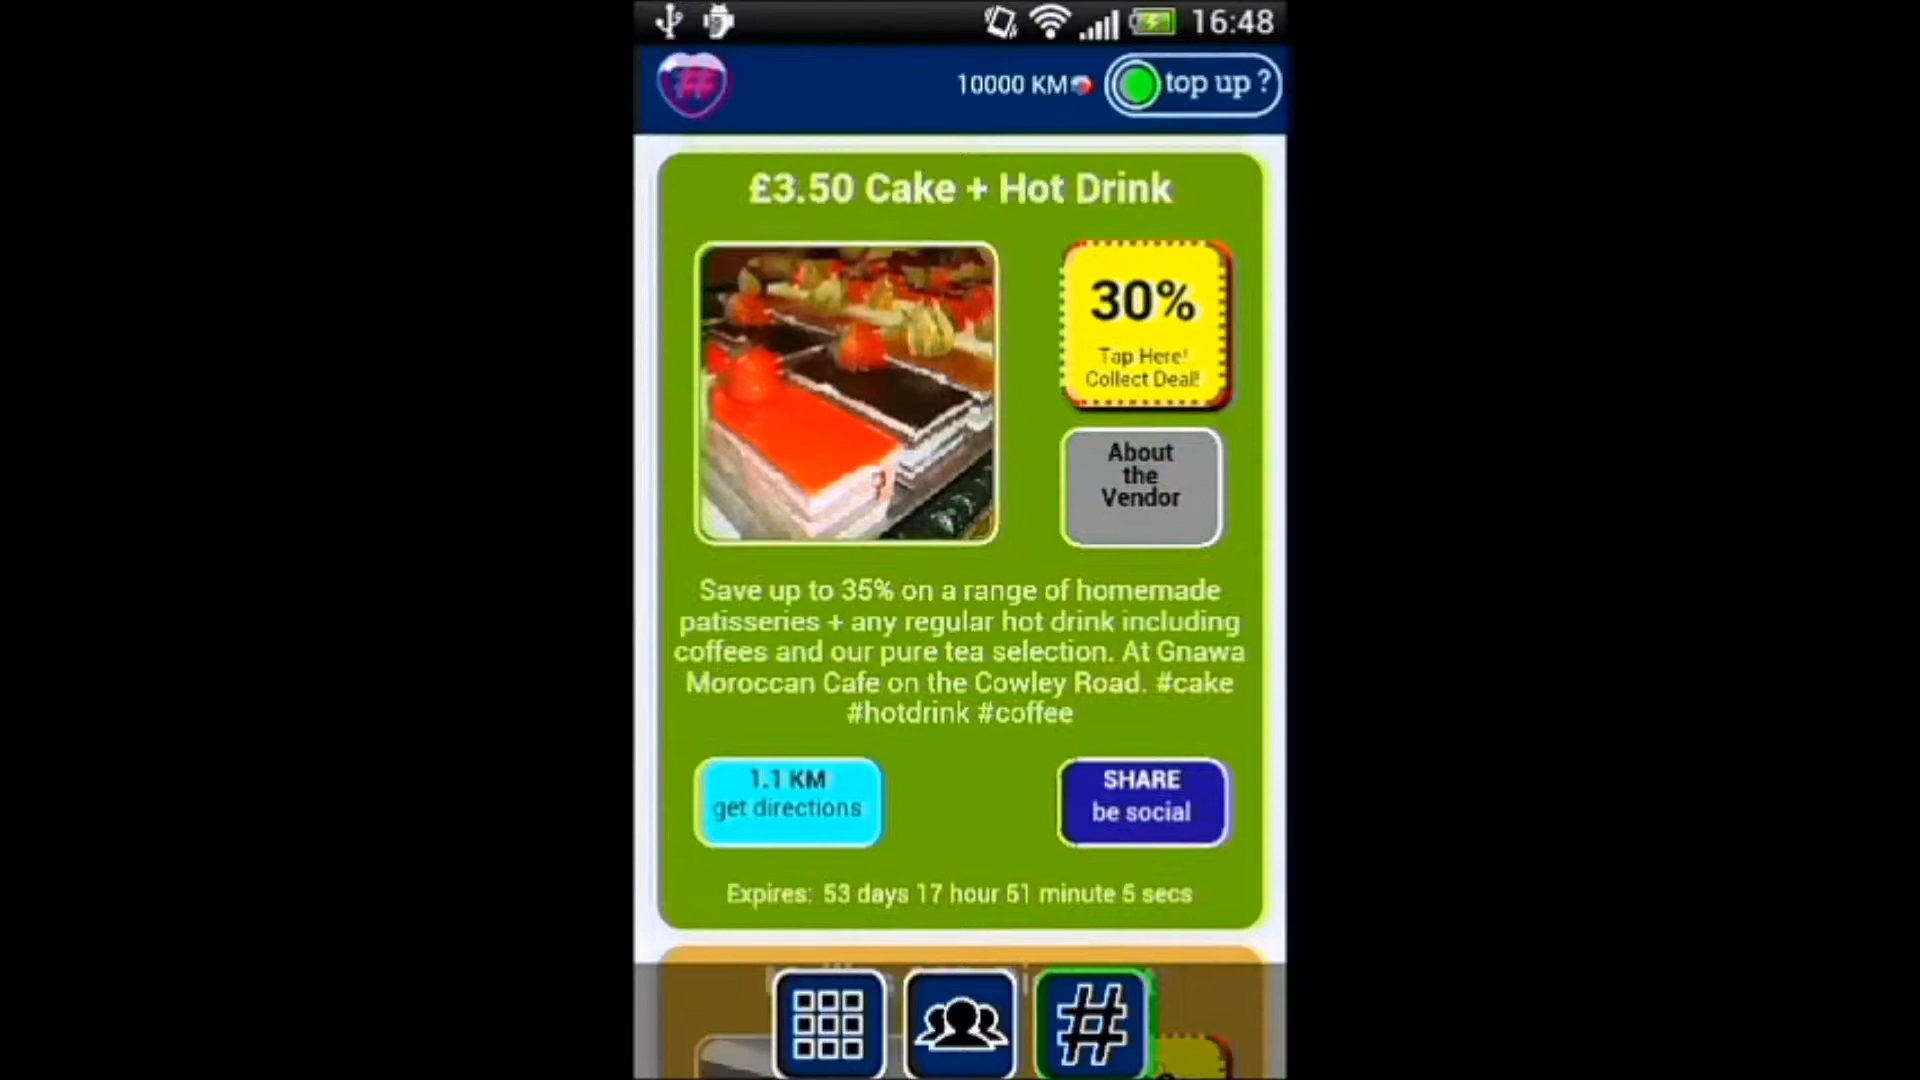 16:48
#
10000 KM
top up ?
£3.50 Cake + Hot Drink
30%
Tap Here!
Collect Deal!
About
the
Vendor
Save up to 35% on a range of homemade
patisseries + any regular hot drink including
coffees and our pure tea selection. At Gnawa
Moroccan Cafe on the Cowley Road. #cake
#hotdrink #coffee
1.1 KM
get directions
SHARE
be social
Expires: 53 days 17 hour 51 minute 5 secs
#